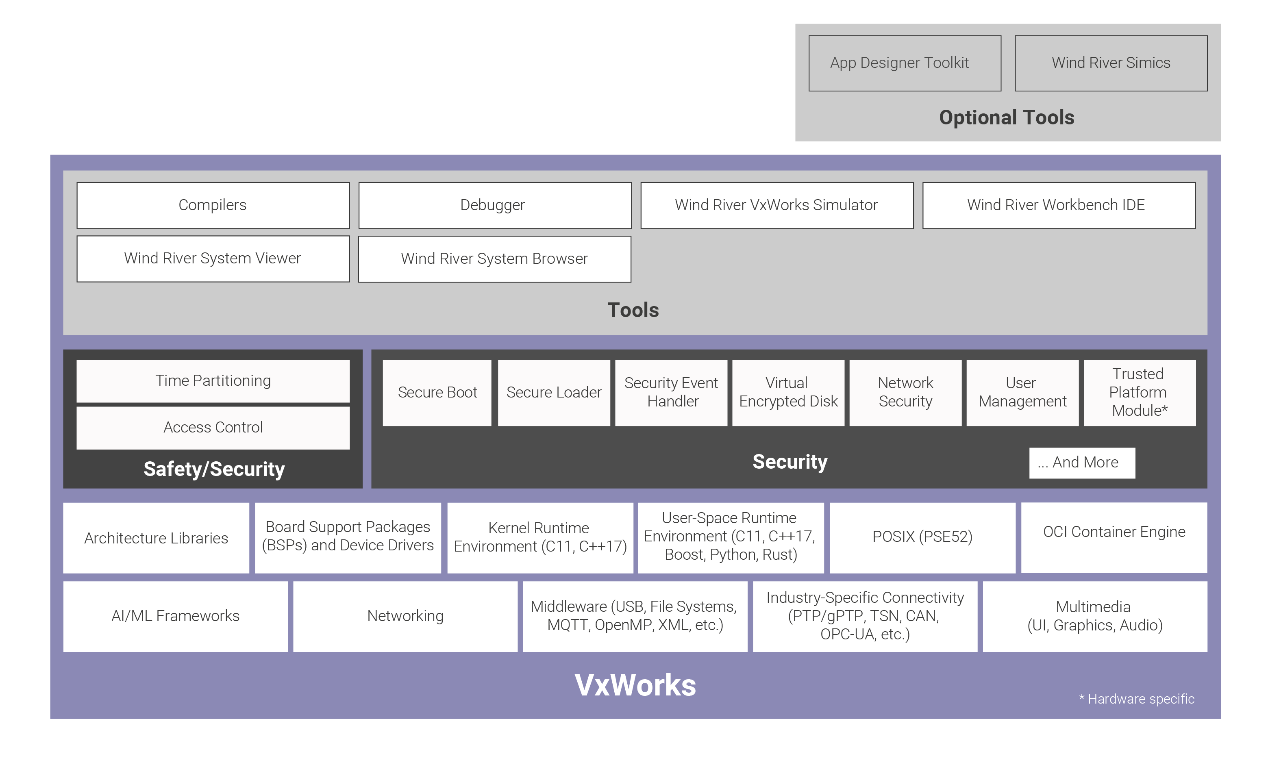 App Designer Toolkit
Wind River Simics
Optional Tools
Compilers
Debugger
Wind River VxWorks Simulator
Wind River Workbench IDE
Wind River System Viewer
Wind River System Browser
Tools
Time Partitioning
Access Control
Safety/Security
Secure Boot
Secure Loader
Security Event
Handler
Virtual
Encrypted Disk
Network
Security
User
Management
Trusted
Platform
Module*
Security
... And More
Architecture Libraries
Board Support Packages
(BSPs) and Device Drivers
Kernel Runtime
Environment (C11, C++17)
User-Space Runtime
Environment (C11, C++17,
Boost, Python, Rust)
POSIX (PSE52)
OCI Container Engine
AI/ML Frameworks
Networking
Middleware (USB, File Systems,
MQTT, OpenMP, XML, etc.)
Industry-Specific Connectivity
(PTP/gPTP, TSN, CAN,
OPC-UA, etc.)
Multimedia
(UI, Graphics, Audio)
VxWorks
* Hardware specific